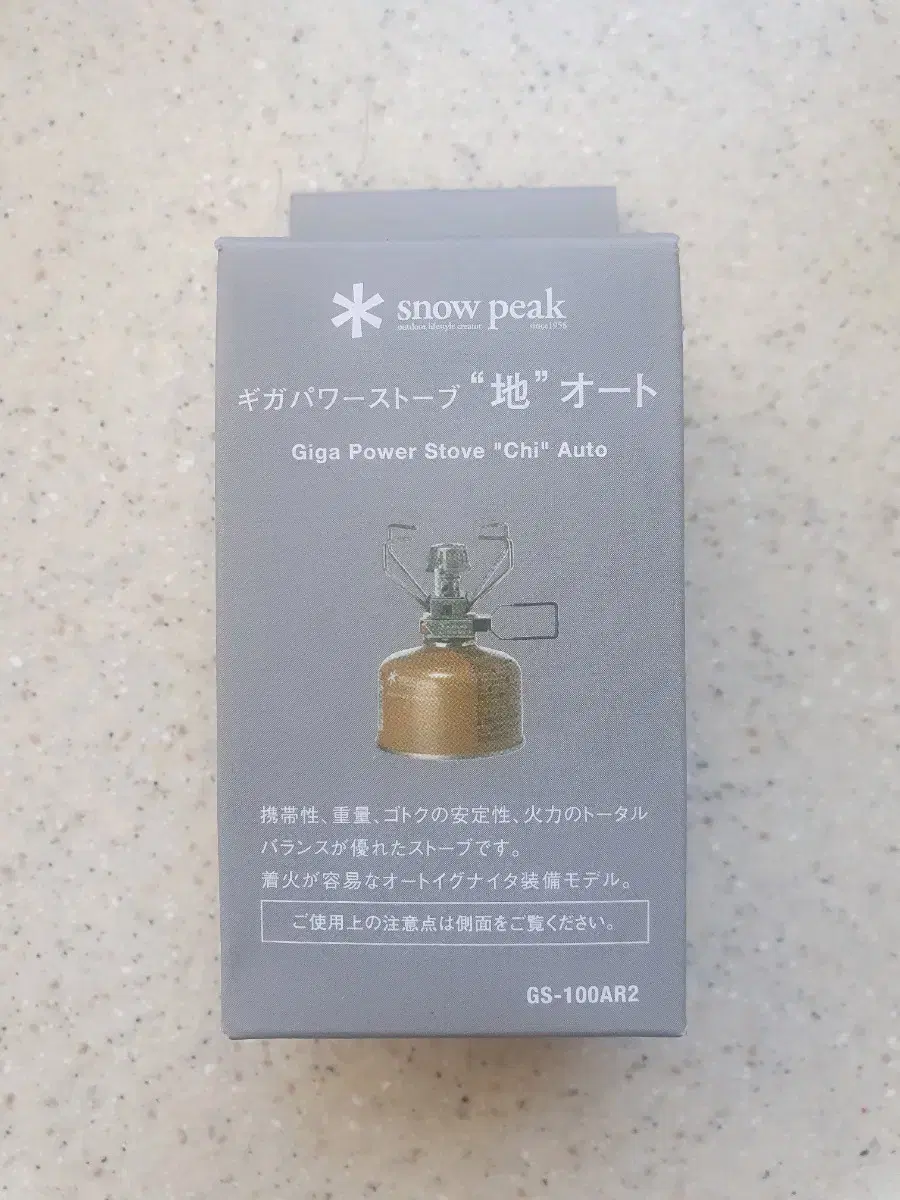 snow peak
outdoor lifestyle creator since1958
ギガパワーストーブ “地” オート
Giga Power Stove "Chi" Auto
携帯性、重量、ゴトクの安定性、火力のトータル
バランスが優れたストーブです。
着火が容易なオートイグナイタ装備モデル。
ご使用上の注意点は側面をご覧ください。
GS-100AR2